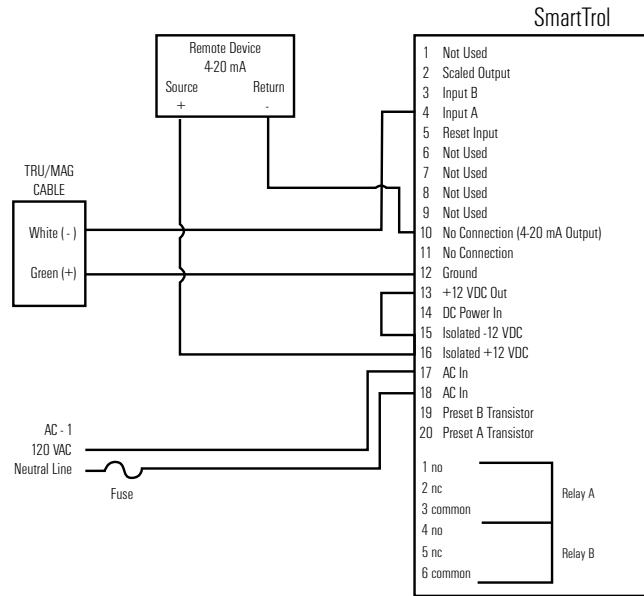 SmartTrol
Remote Device
4-20 mA
Source Return
+ -
TRU/MAG
CABLE
White ( - )
Green (+)
AC - 1
120 VAC
Neutral Line
Fuse
1 Not Used
2 Scaled Output
3 Input B
4 Input A
5 Reset Input
6 Not Used
7 Not Used
8 Not Used
9 Not Used
10 No Connection (4-20 mA Output)
11 No Connection
12 Ground
13 +12 VDC Out
14 DC Power In
15 Isolated -12 VDC
16 Isolated +12 VDC
17 AC In
18 AC In
19 Preset B Transistor
20 Preset A Transistor
1 no
2 nc
3 common
4 no
5 nc
6 common
Relay A
Relay B